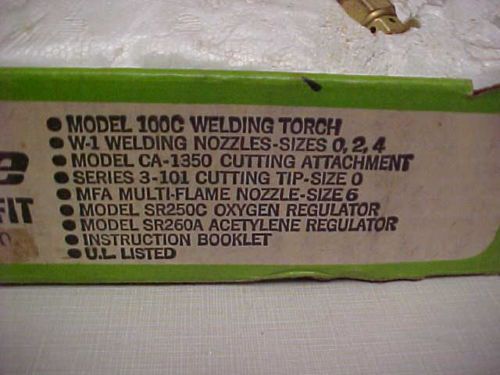 ● MODEL 100C WELDING TORCH
● W-1 WELDING NOZZLES-SIZES 0, 2, 4
● MODEL CA-1350 CUTTING ATTACHMENT
● SERIES 3-101 CUTTING TIP-SIZE 0
● MFA MULTI-FLAME NOZZLE-SIZE 6
● MODEL SR250C OXYGEN REGULATOR
● MODEL SR260A ACETYLENE REGULATOR
● INSTRUCTION BOOKLET
● U.L. LISTED